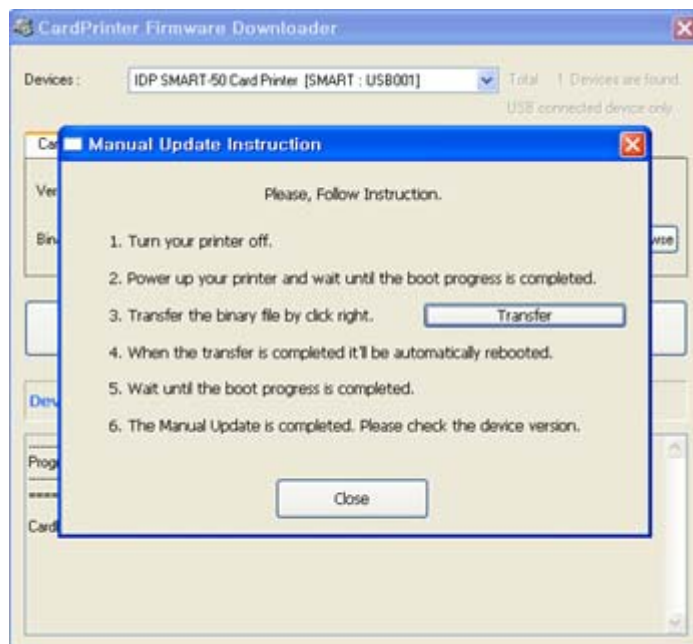 CardPrinter Firmware Downloader
Devices : IDP SMART-50 Card Printer [SMART : USB001] Total 1 Devices are found.
USB connected device only
Manual Update Instruction
Please, Follow Instruction.
1. Turn your printer off.
2. Power up your printer and wait until the boot progress is completed.
3. Transfer the binary file by click right. Transfer
4. When the transfer is completed it'll be automatically rebooted.
5. Wait until the boot progress is completed.
6. The Manual Update is completed. Please check the device version.
Close